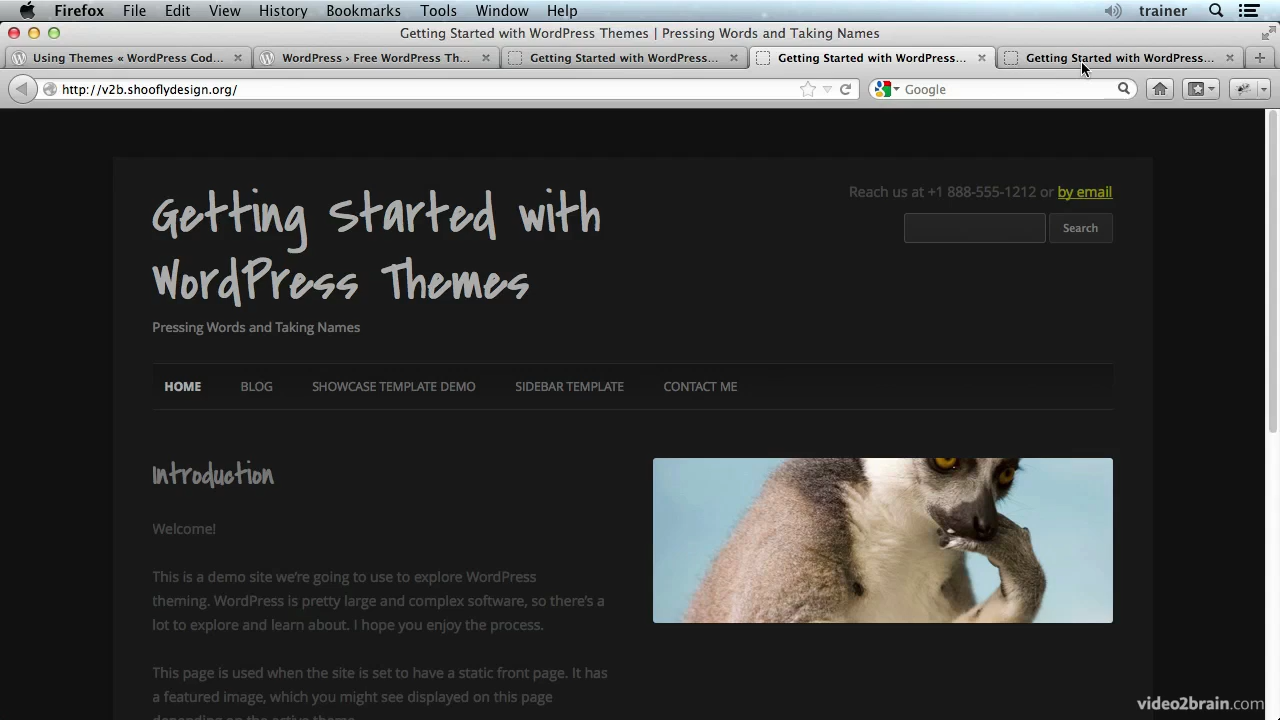 Firefox File Edit View History Bookmarks Tools Window Help trainer
Getting Started with WordPress Themes | Pressing Words and Taking Names
Using Themes « WordPress Cod... WordPress › Free WordPress Th... Getting Started with WordPress... Getting Started with WordPress... Getting Started with WordPress...
http://v2b.shooflydesign.org/ Google
Reach us at +1 888-555-1212 or by email
Search
Getting Started with
WordPress Themes
Pressing Words and Taking Names
HOME BLOG SHOWCASE TEMPLATE DEMO SIDEBAR TEMPLATE CONTACT ME
Introduction
Welcome!
This is a demo site we're going to use to explore WordPress
theming. WordPress is pretty large and complex software, so there's a
lot to explore and learn about. I hope you enjoy the process.
This page is used when the site is set to have a static front page. It has
a featured image, which you might see displayed on this page
depending on the active theme.
video2brain.com